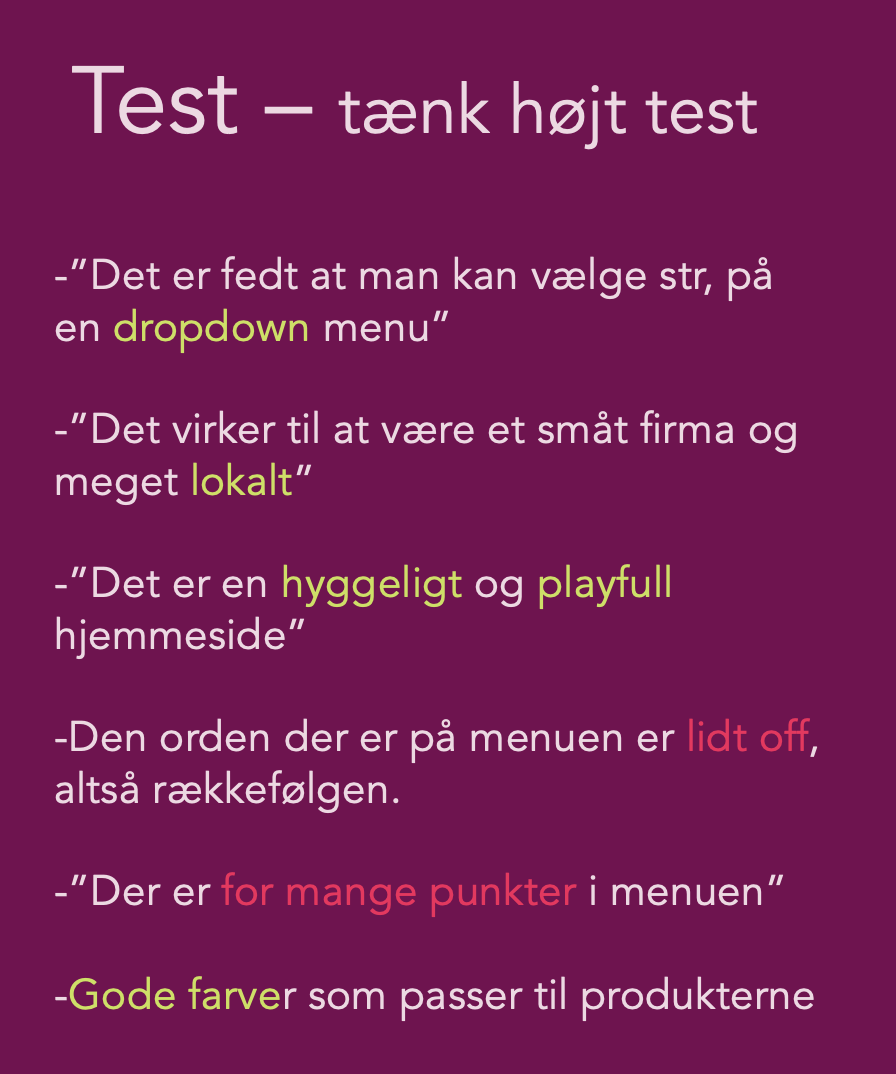 Test – tænk højt test
-”Det er fedt at man kan vælge str, på
en dropdown menu”
-”Det virker til at være et småt firma og
meget lokalt”
-”Det er en hyggeligt og playfull
hjemmeside”
-Den orden der er på menuen er lidt off,
altså rækkefølgen.
-”Der er for mange punkter i menuen”
-Gode farver som passer til produkterne